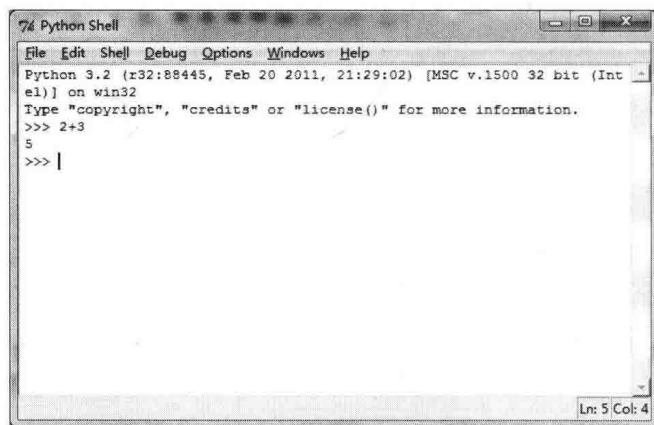 7% Python Shell
File Edit Shell Debug Options Windows Help
Python 3.2 (r32:88445, Feb 20 2011, 21:29:02) [MSC v.1500 32 bit (Int
el)] on win32
Type "copyright", "credits" or "license()" for more information.
>>> 2+3
5
>>>
Ln: 5 Col: 4